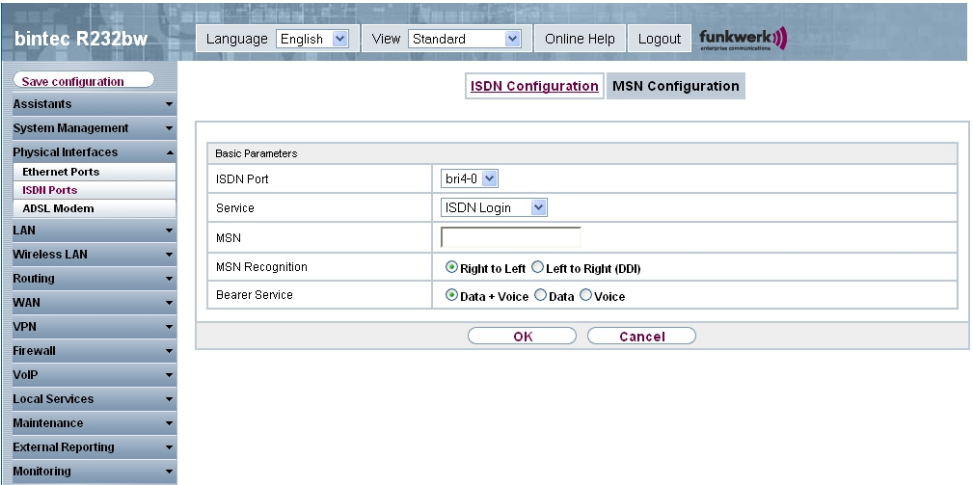 bintec R232bw
Language English View Standard Online Help Logout funkwerk
enterprise communications
Save configuration
Assistants
System Management
Physical Interfaces
Ethernet Ports
ISDN Ports
ADSL Modem
LAN
Wireless LAN
Routing
WAN
VPN
Firewall
VoIP
Local Services
Maintenance
External Reporting
Monitoring
ISDN Configuration MSN Configuration
Basic Parameters
ISDN Port bri4-0
Service ISDN Login
MSN
MSN Recognition Right to Left Left to Right (DDI)
Bearer Service Data + Voice Data Voice
OK Cancel